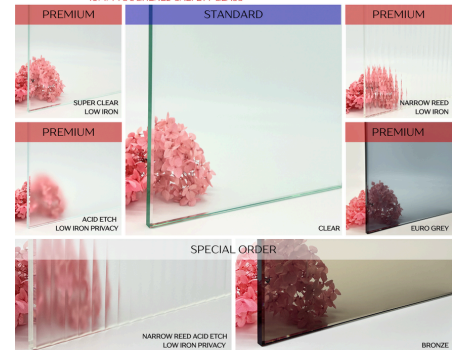 PREMIUM
STANDARD
PREMIUM
SUPER CLEAR
LOW IRON
NARROW REED
LOW IRON
PREMIUM
PREMIUM
ACID ETCH
LOW IRON PRIVACY
CLEAR
EURO GREY
SPECIAL ORDER
NARROW REED ACID ETCH
LOW IRON PRIVACY
BRONZE